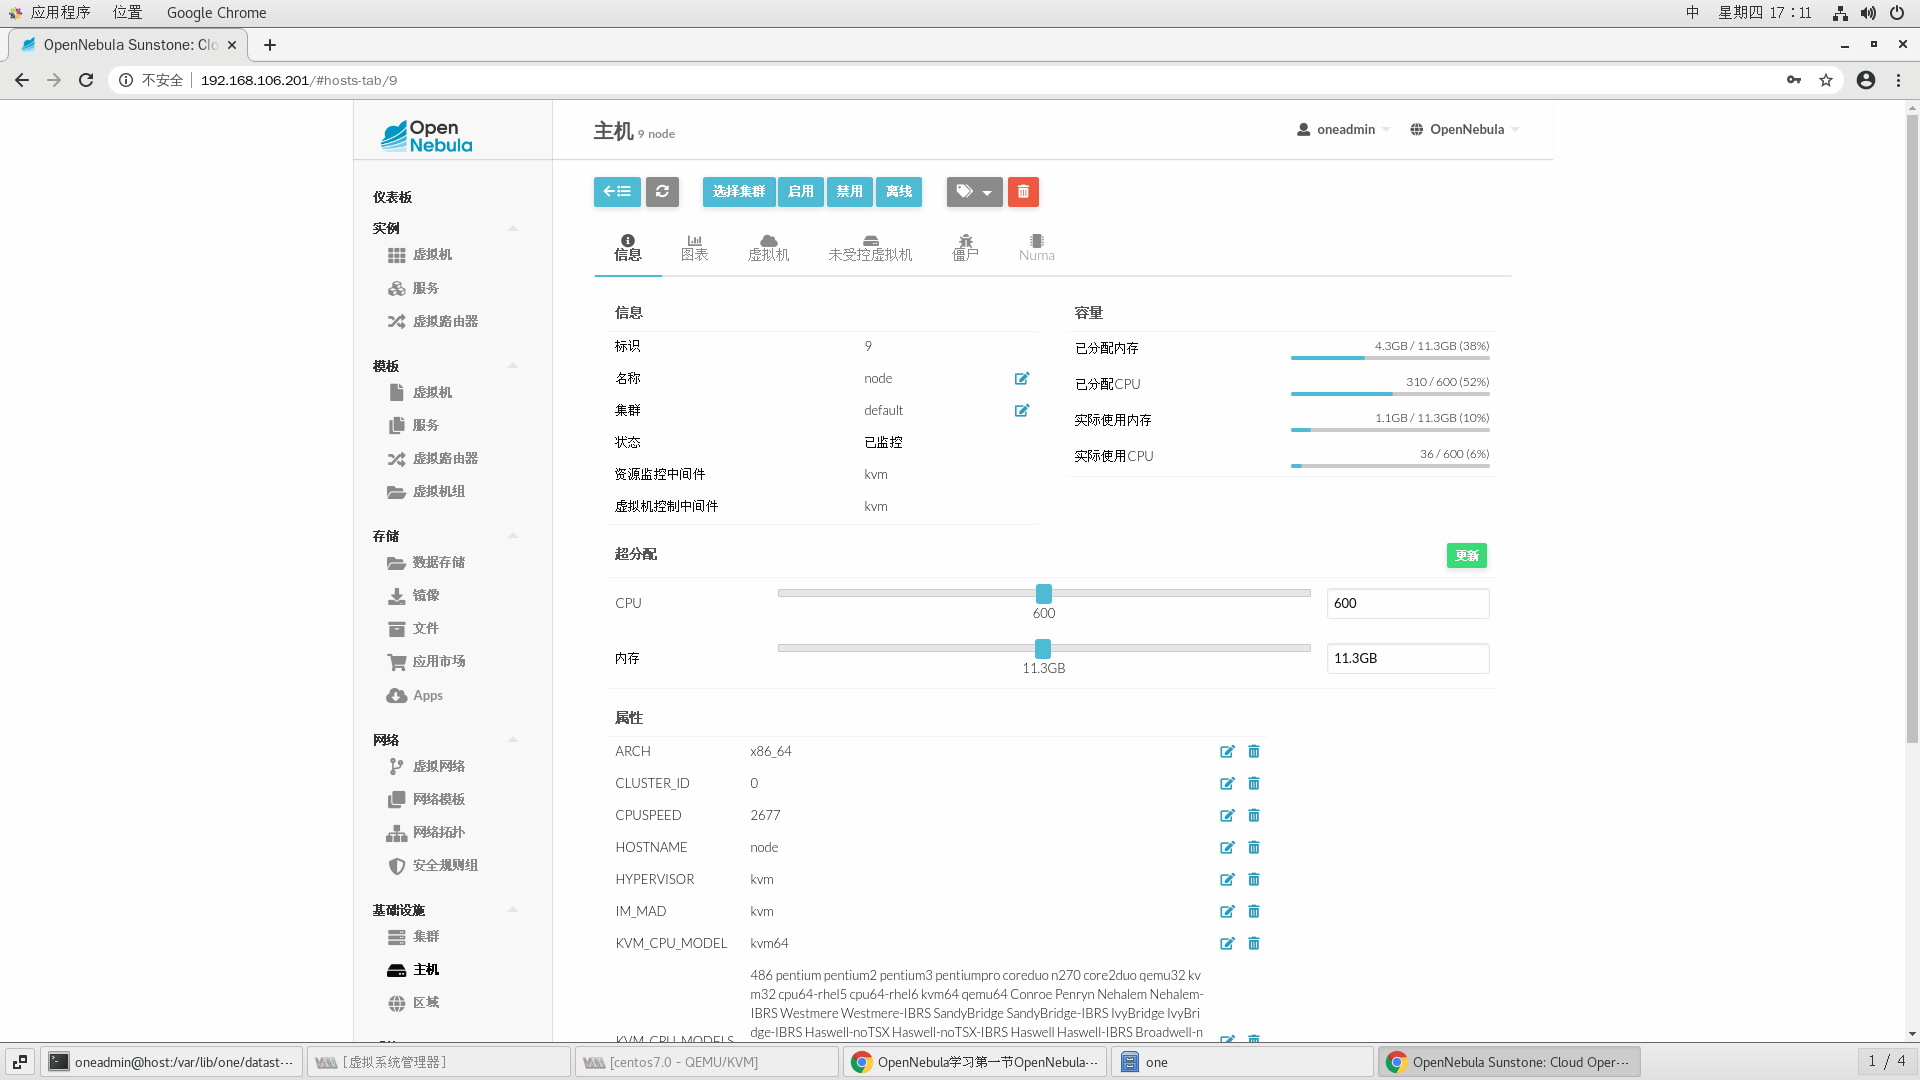 应用程序 位置 Google Chrome 中 星期四 17：11
OpenNebula Sunstone: Clo
不安全 192.168.106.201/#hosts-tab/9
Open Nebula
主机 9 node
oneadmin OpenNebula
选择集群 启用 禁用 离线
信息 图表 虚拟机 未受控虚拟机 僵尸 Numa
仪表板
实例
虚拟机
服务
虚拟路由器
模板
虚拟机
服务
虚拟路由器
虚拟机组
存储
数据存储
镜像
文件
应用市场
Apps
网络
虚拟网络
网络模板
网络拓扑
安全规则组
基础设施
集群
主机
区域
信息
标识 9
名称 node
集群 default
状态 已监控
资源监控中间件 kvm
虚拟机控制中间件 kvm
容量
已分配内存 4.3GB / 11.3GB (38%)
已分配CPU 310 / 600 (52%)
实际使用内存 1.1GB / 11.3GB (10%)
实际使用CPU 36 / 600 (6%)
超分配 更新
CPU 600 600
内存 11.3GB 11.3GB
属性
ARCH x86_64
CLUSTER_ID 0
CPUSPEED 2677
HOSTNAME node
HYPERVISOR kvm
IM_MAD kvm
KVM_CPU_MODEL kvm64
486 pentium pentium2 pentium3 pentiumpro coreduo n270 core2duo qemu32 kv
m32 cpu64-rhel5 cpu64-rhel6 kvm64 qemu64 Conroe Penryn Nehalem Nehalem-
IBRS Westmere Westmere-IBRS SandyBridge SandyBridge-IBRS IvyBridge IvyBri
dge-IBRS Haswell-noTSX Haswell-noTSX-IBRS Haswell Haswell-IBRS Broadwell-n
KVM_CPU_MODELS
oneadmin@host:/var/lib/one/datast··· [虚拟系统管理器] [centos7.0 - QEMU/KVM] OpenNebula学习第一节OpenNebula··· one OpenNebula Sunstone: Cloud Oper··· 1 / 4